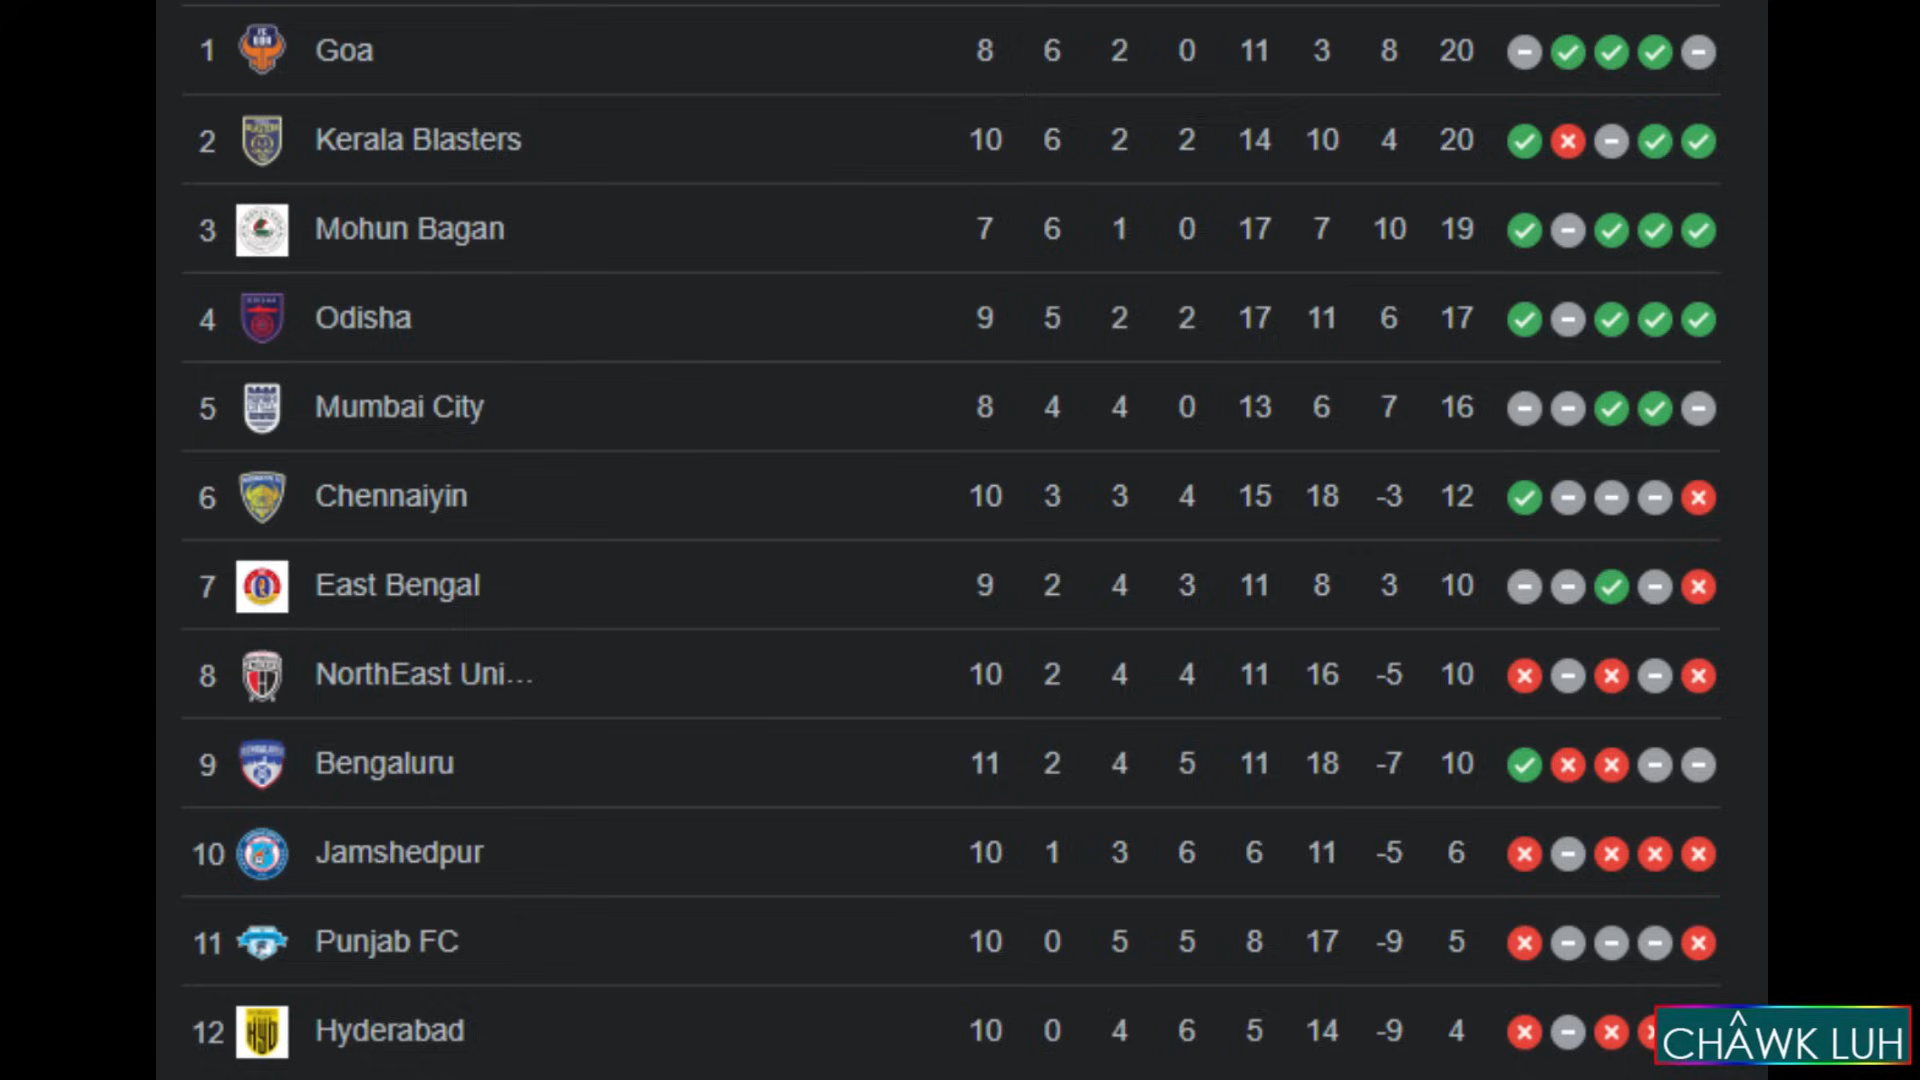 1 Goa 8 6 2 0 11 3 8 20
2 Kerala Blasters 10 6 2 2 14 10 4 20
3 Mohun Bagan 7 6 1 0 17 7 10 19
4 Odisha 9 5 2 2 17 11 6 17
5 Mumbai City 8 4 4 0 13 6 7 16
6 Chennaiyin 10 3 3 4 15 18 -3 12
7 East Bengal 9 2 4 3 11 8 3 10
8 NorthEast Uni... 10 2 4 4 11 16 -5 10
9 Bengaluru 11 2 4 5 11 18 -7 10
10 Jamshedpur 10 1 3 6 6 11 -5 6
11 Punjab FC 10 0 5 5 8 17 -9 5
12 Hyderabad 10 0 4 6 5 14 -9 4
CHÂWK LUH